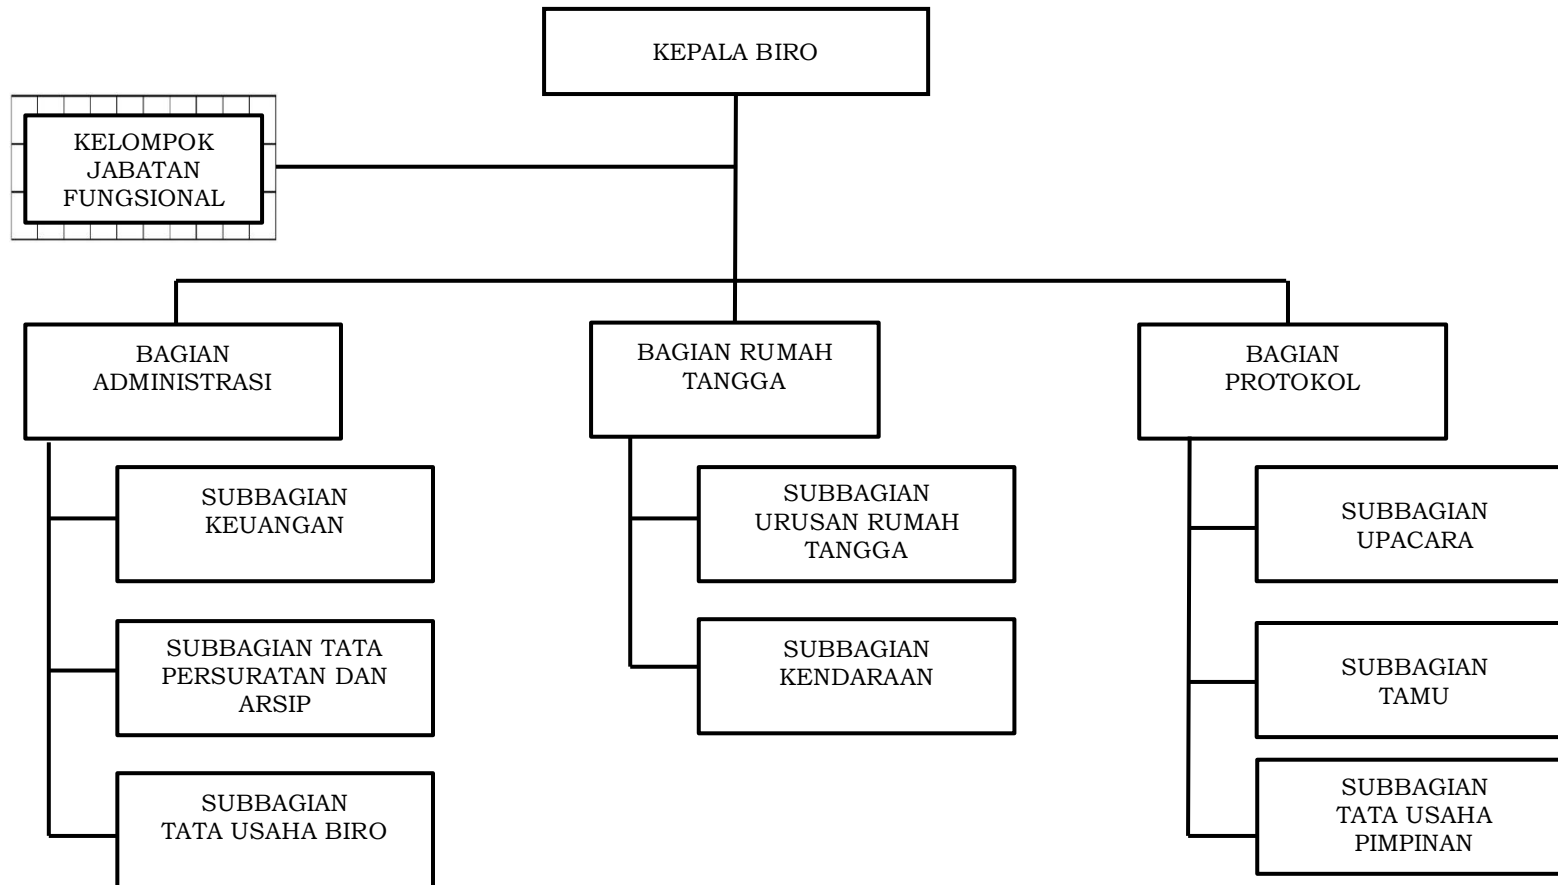 KEPALA BIRO
KELOMPOK
JABATAN
FUNGSIONAL
BAGIAN
ADMINISTRASI
BAGIAN RUMAH
TANGGA
BAGIAN
PROTOKOL
SUBBAGIAN
KEUANGAN
SUBBAGIAN TATA
PERSURATAN DAN
ARSIP
SUBBAGIAN
TATA USAHA BIRO
SUBBAGIAN
URUSAN RUMAH
TANGGA
SUBBAGIAN
KENDARAAN
SUBBAGIAN
UPACARA
SUBBAGIAN
TAMU
SUBBAGIAN
TATA USAHA
PIMPINAN